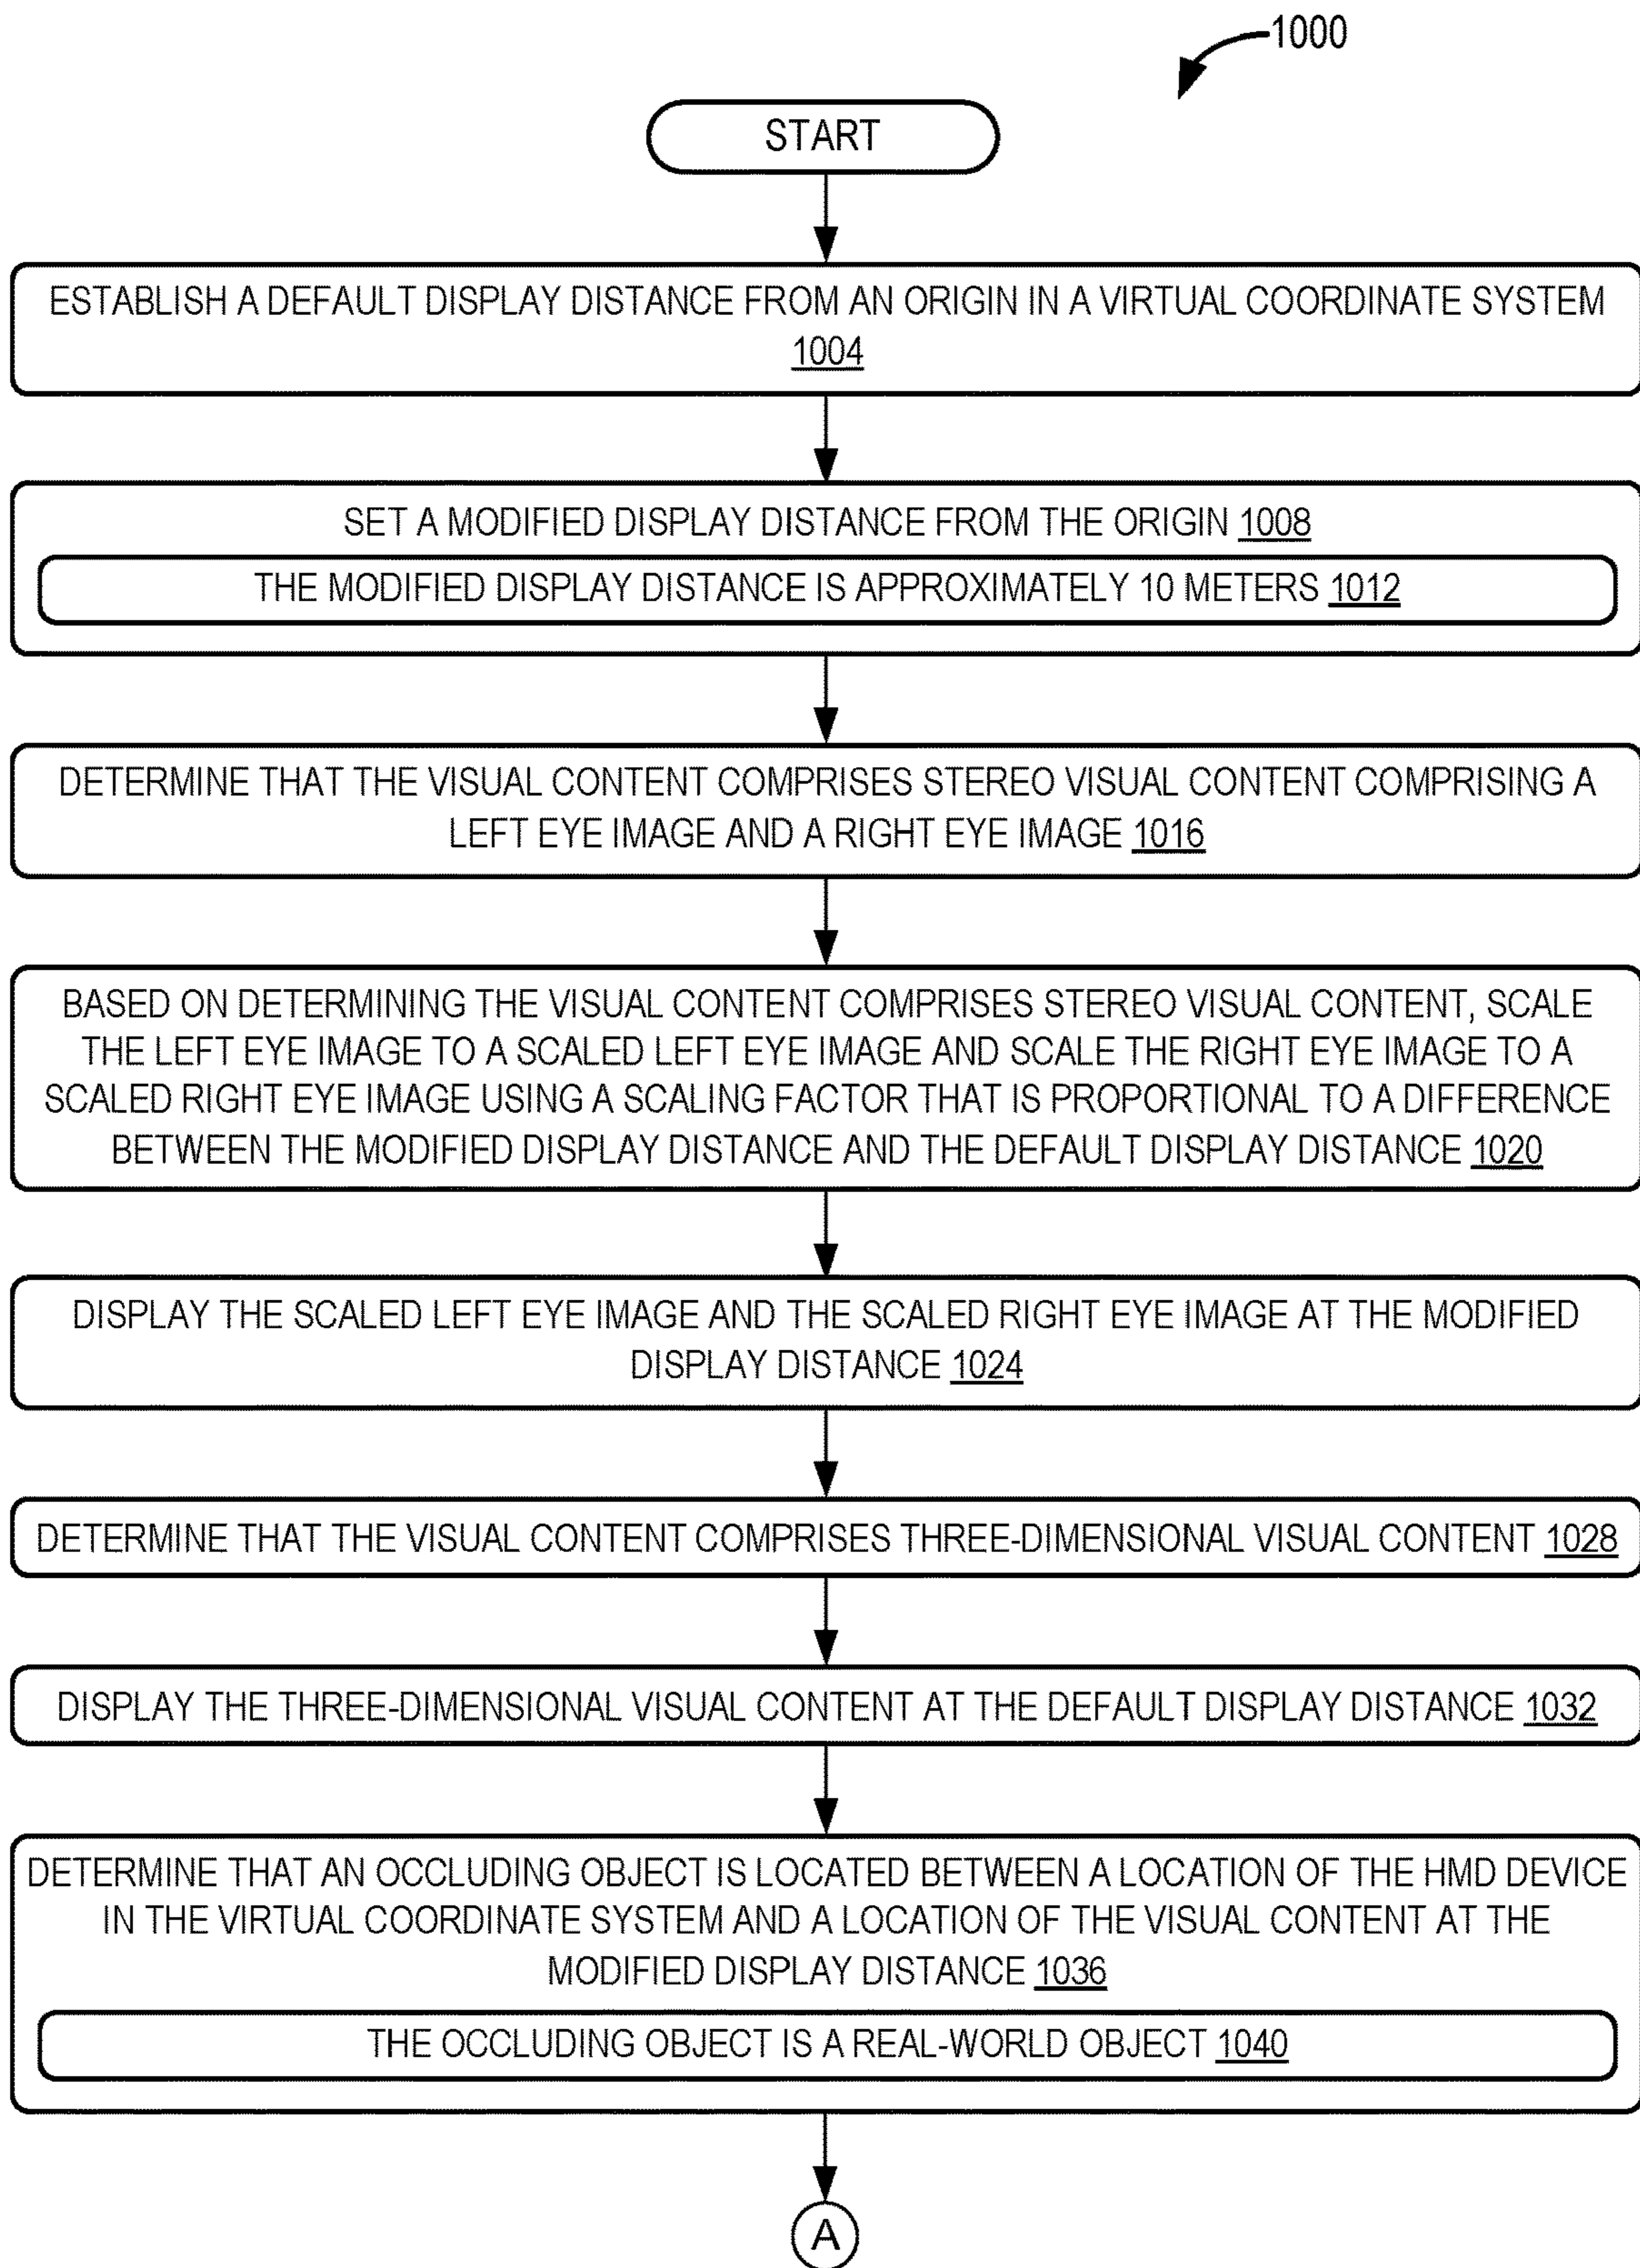 1000
START
ESTABLISH A DEFAULT DISPLAY DISTANCE FROM AN ORIGIN IN A VIRTUAL COORDINATE SYSTEM
1004
SET A MODIFIED DISPLAY DISTANCE FROM THE ORIGIN 1008
THE MODIFIED DISPLAY DISTANCE IS APPROXIMATELY 10 METERS 1012
DETERMINE THAT THE VISUAL CONTENT COMPRISES STEREO VISUAL CONTENT COMPRISING A
LEFT EYE IMAGE AND A RIGHT EYE IMAGE 1016
BASED ON DETERMINING THE VISUAL CONTENT COMPRISES STEREO VISUAL CONTENT, SCALE
THE LEFT EYE IMAGE TO A SCALED LEFT EYE IMAGE AND SCALE THE RIGHT EYE IMAGE TO A
SCALED RIGHT EYE IMAGE USING A SCALING FACTOR THAT IS PROPORTIONAL TO A DIFFERENCE
BETWEEN THE MODIFIED DISPLAY DISTANCE AND THE DEFAULT DISPLAY DISTANCE 1020
DISPLAY THE SCALED LEFT EYE IMAGE AND THE SCALED RIGHT EYE IMAGE AT THE MODIFIED
DISPLAY DISTANCE 1024
DETERMINE THAT THE VISUAL CONTENT COMPRISES THREE-DIMENSIONAL VISUAL CONTENT 1028
DISPLAY THE THREE-DIMENSIONAL VISUAL CONTENT AT THE DEFAULT DISPLAY DISTANCE 1032
DETERMINE THAT AN OCCLUDING OBJECT IS LOCATED BETWEEN A LOCATION OF THE HMD DEVICE
IN THE VIRTUAL COORDINATE SYSTEM AND A LOCATION OF THE VISUAL CONTENT AT THE
MODIFIED DISPLAY DISTANCE 1036
THE OCCLUDING OBJECT IS A REAL-WORLD OBJECT 1040
A